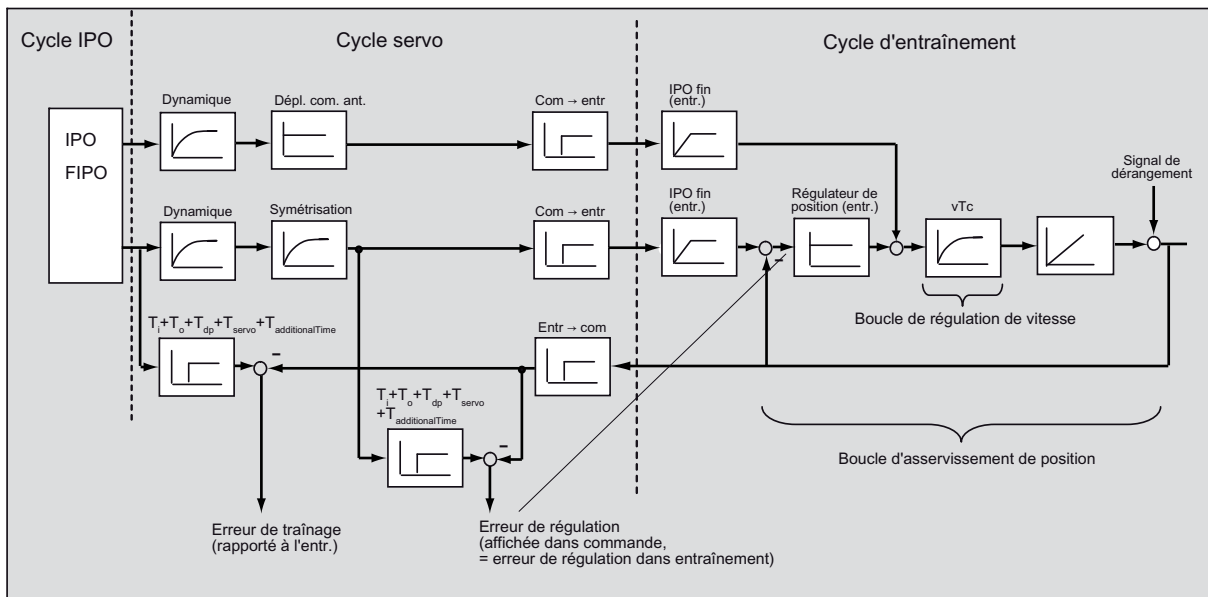 Cycle IPO
Cycle servo
Cycle d'entraînement
IPO
FIPO
Dynamique
Dépl. com. ant.
Com → entr
IPO fin
(entr.)
Signal de
dérangement
Dynamique
Symétrisation
Com → entr
IPO fin
(entr.)
Régulateur de
position (entr.)
vTc
Boucle de régulation de vitesse
Ti+To+Tdp+Tservo+TadditionalTime
–
Entr → com
Ti+To+Tdp+Tservo
+TadditionalTime
–
–
Boucle d'asservissement de position
Erreur de traînage
(rapporté à l'entr.)
Erreur de régulation
(affichée dans commande,
= erreur de régulation dans entraînement)